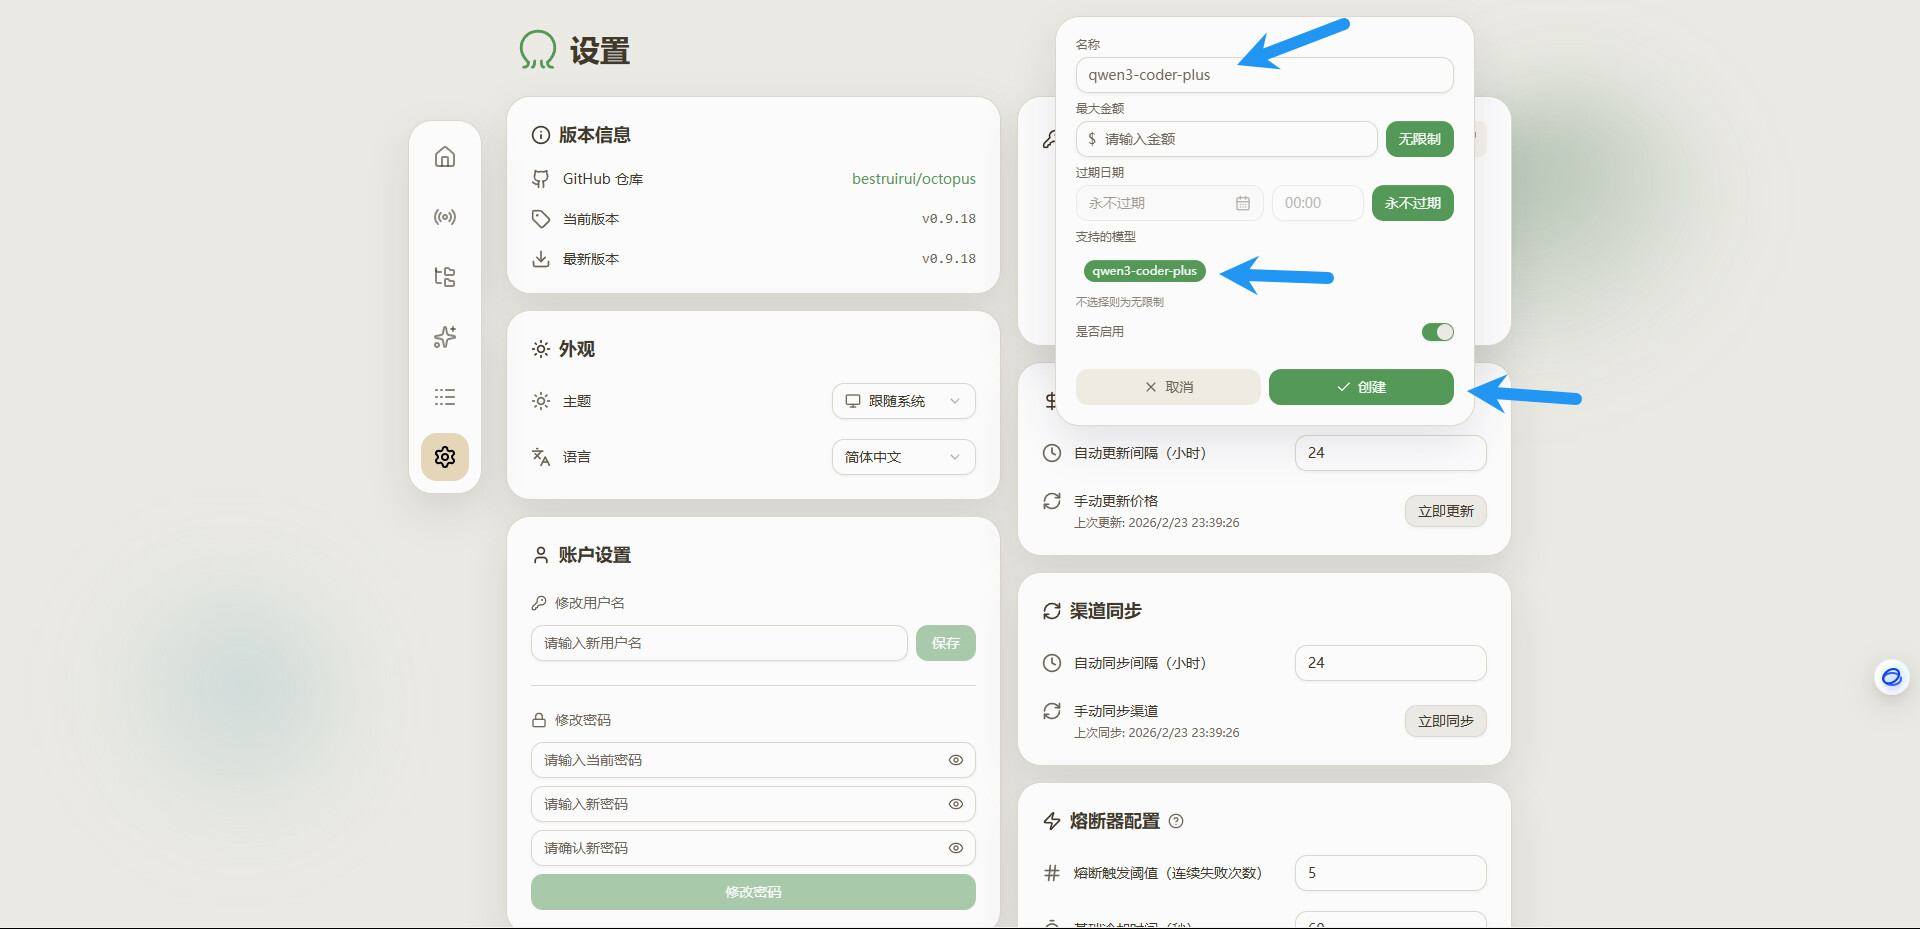 设置
版本信息
GitHub 仓库
bestruirui/octopus
当前版本
v0.9.18
最新版本
v0.9.18
外观
主题
跟随系统
语言
简体中文
账户设置
修改用户名
请输入新用户名
保存
修改密码
请输入当前密码
请输入新密码
请确认新密码
修改密码
名称
qwen3-coder-plus
最大金额
$ 请输入金额
无限制
过期日期
永不过期
00:00
永不过期
支持的模型
qwen3-coder-plus
不选择则为无限制
是否启用
取消
创建
自动更新间隔（小时）
24
手动更新价格
上次更新: 2026/2/23 23:39:26
立即更新
渠道同步
自动同步间隔（小时）
24
手动同步渠道
上次同步: 2026/2/23 23:39:26
立即同步
熔断器配置
熔断触发阈值（连续失败次数）
5